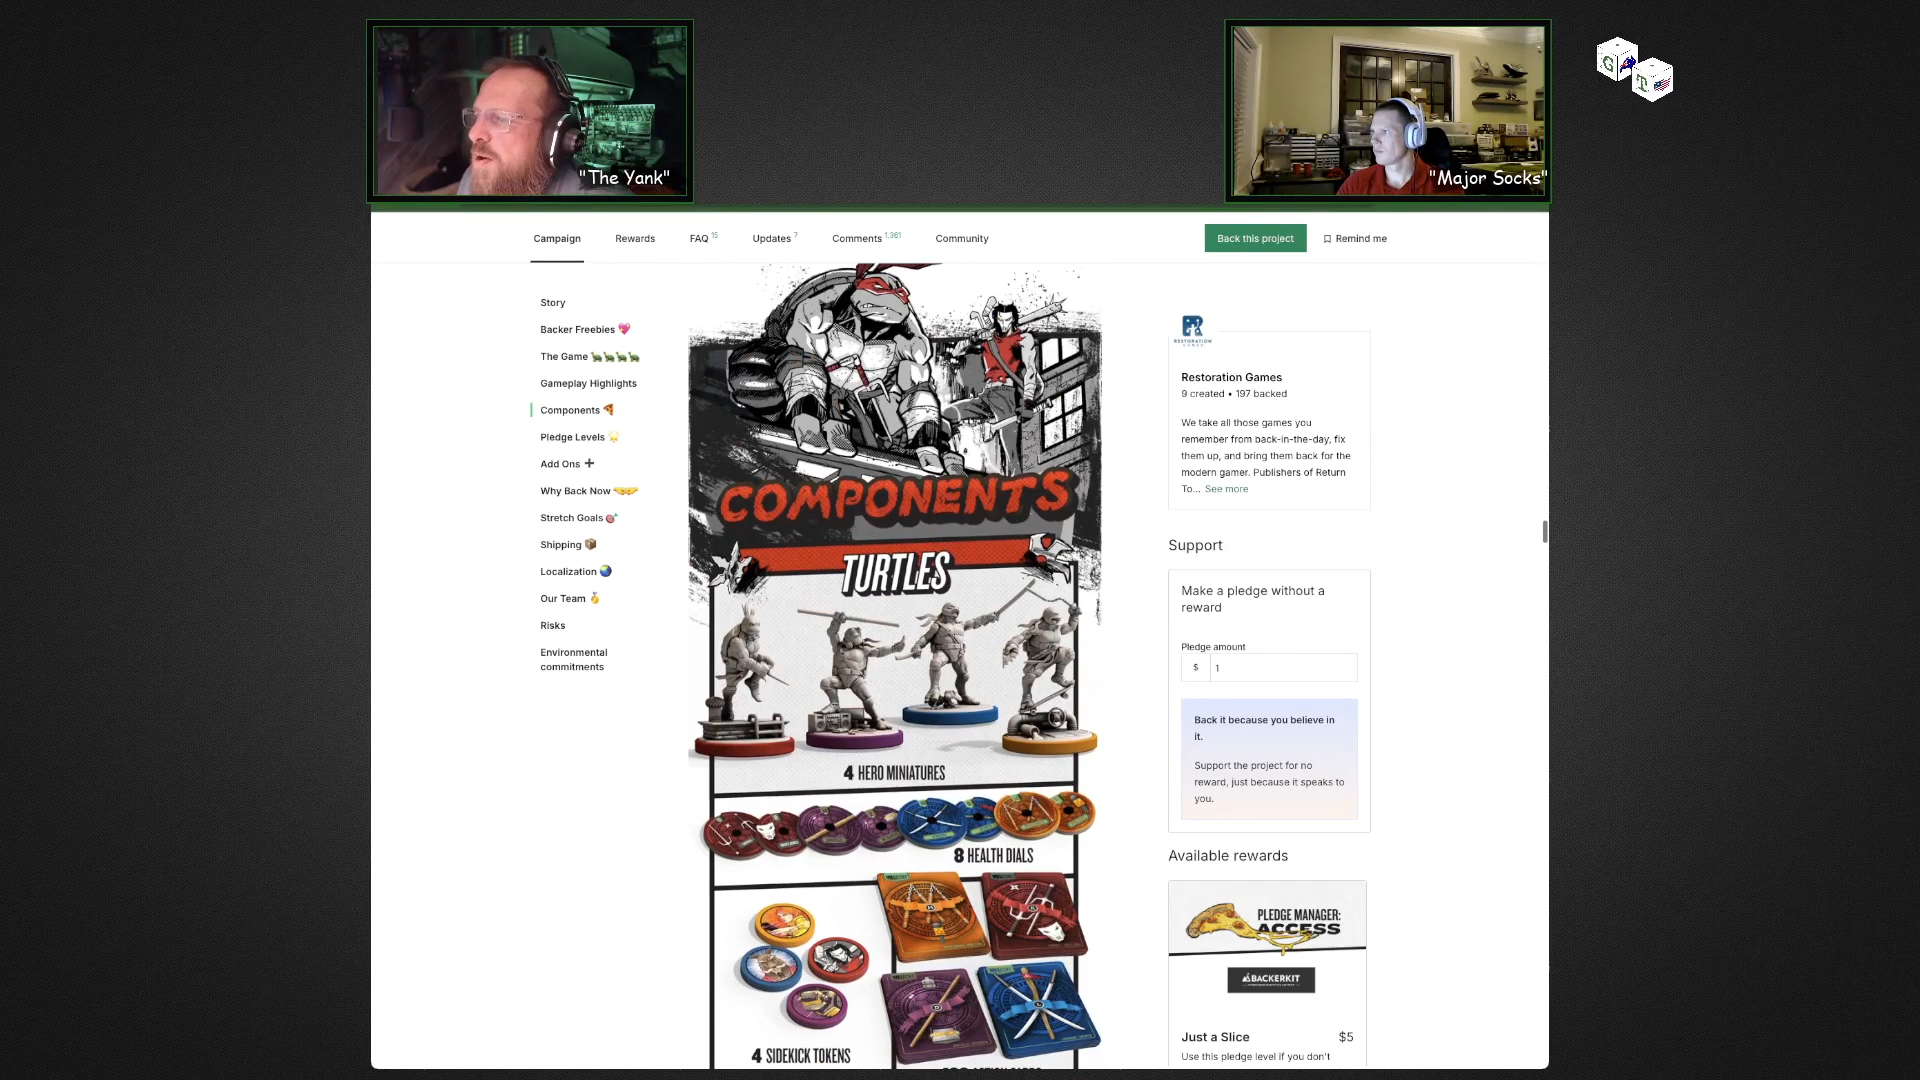 "The Yank"
"Major Socks"
G
T
Campaign
Rewards
FAQ 15
Updates 7
Comments 1,361
Community
Back this project
Remind me
Story
Backer Freebies
The Game
Gameplay Highlights
Components
Pledge Levels
Add Ons
Why Back Now
Stretch Goals
Shipping
Localization
Our Team
Risks
Environmental
commitments
COMPONENTS
TURTLES
4 HERO MINIATURES
8 HEALTH DIALS
4 SIDEKICK TOKENS
RESTORATION
GAMES
Restoration Games
9 created • 197 backed
We take all those games you
remember from back-in-the-day, fix
them up, and bring them back for the
modern gamer. Publishers of Return
To... See more
Support
Make a pledge without a
reward
Pledge amount
$ 1
Back it because you believe in
it.
Support the project for no
reward, just because it speaks to
you.
Available rewards
PLEDGE MANAGER:
ACCESS
BACKERKIT
Just a Slice $5
Use this pledge level if you don't